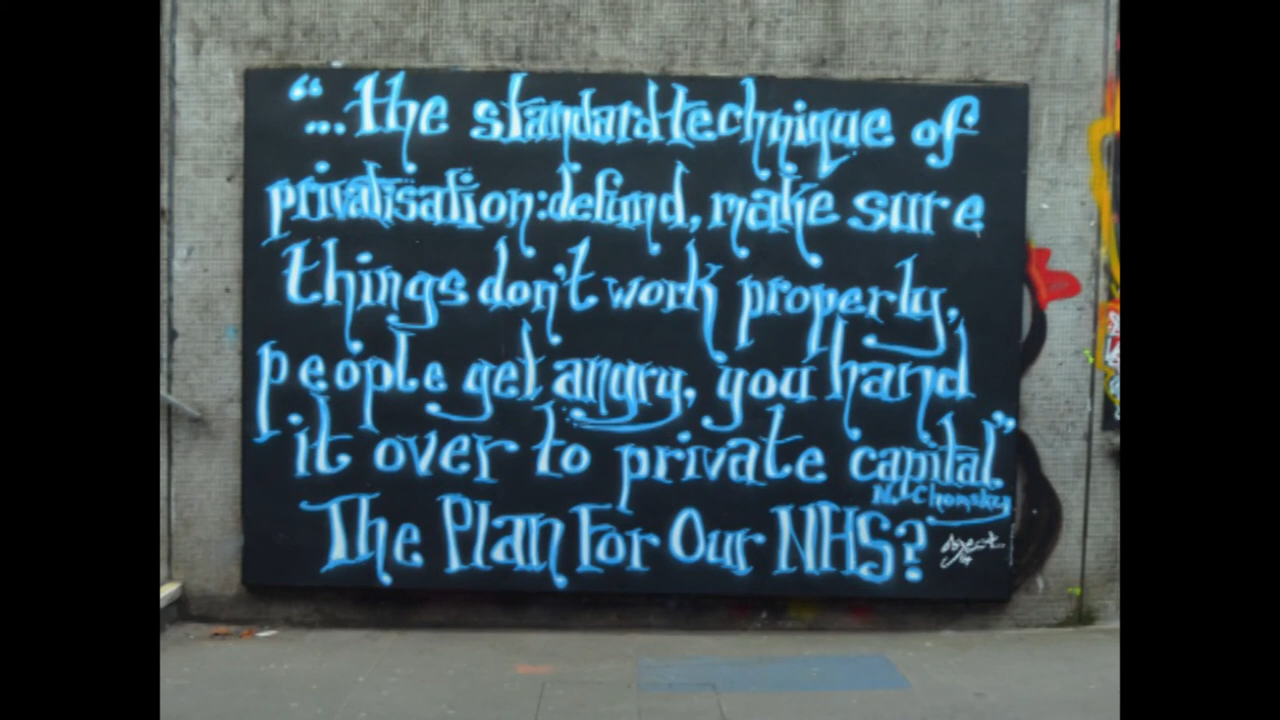 “...the standard technique of
privatisation: defund, make sure
things don't work properly,
people get angry, you hand
it over to private capital”
N. Chomsky
The Plan For Our NHS?